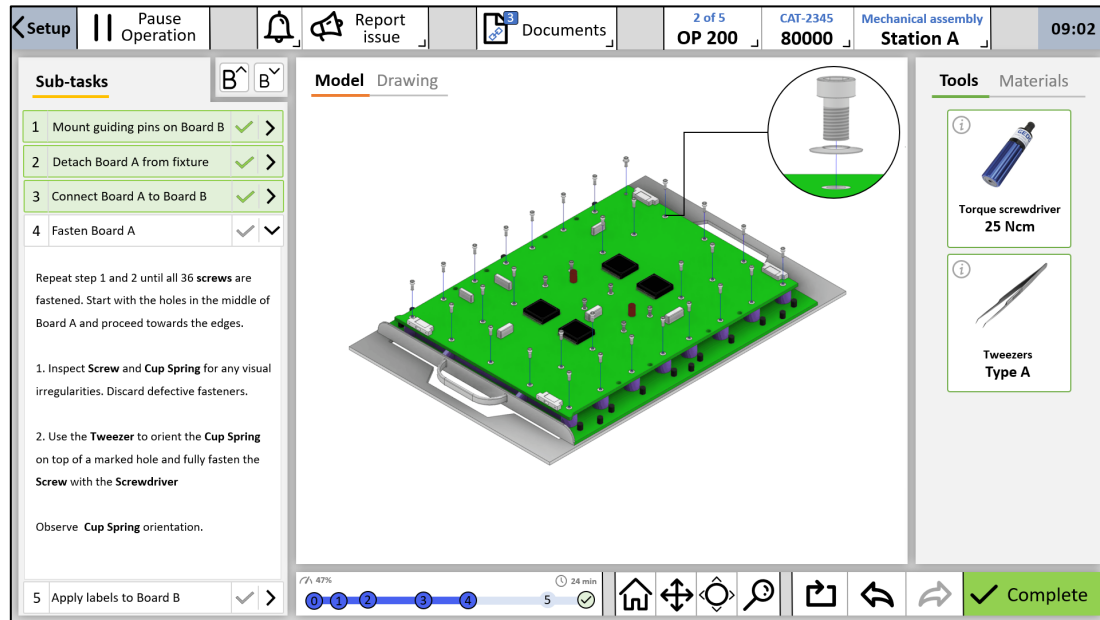 Setup
Pause
Operation
Report
issue
3
Documents
2 of 5
OP 200
CAT-2345
80000
Mechanical assembly
Station A
09:02
Sub-tasks
B
B
1 Mount guiding pins on Board B
2 Detach Board A from fixture
3 Connect Board A to Board B
4 Fasten Board A
Repeat step 1 and 2 until all 36 screws are
fastened. Start with the holes in the middle of
Board A and proceed towards the edges.
1. Inspect Screw and Cup Spring for any visual
irregularities. Discard defective fasteners.
2. Use the Tweezer to orient the Cup Spring
on top of a marked hole and fully fasten the
Screw with the Screwdriver
Observe Cup Spring orientation.
5 Apply labels to Board B
Model Drawing
Tools Materials
Torque screwdriver
25 Ncm
Tweezers
Type A
47%
24 min
0 1 2 3 4 5
Complete